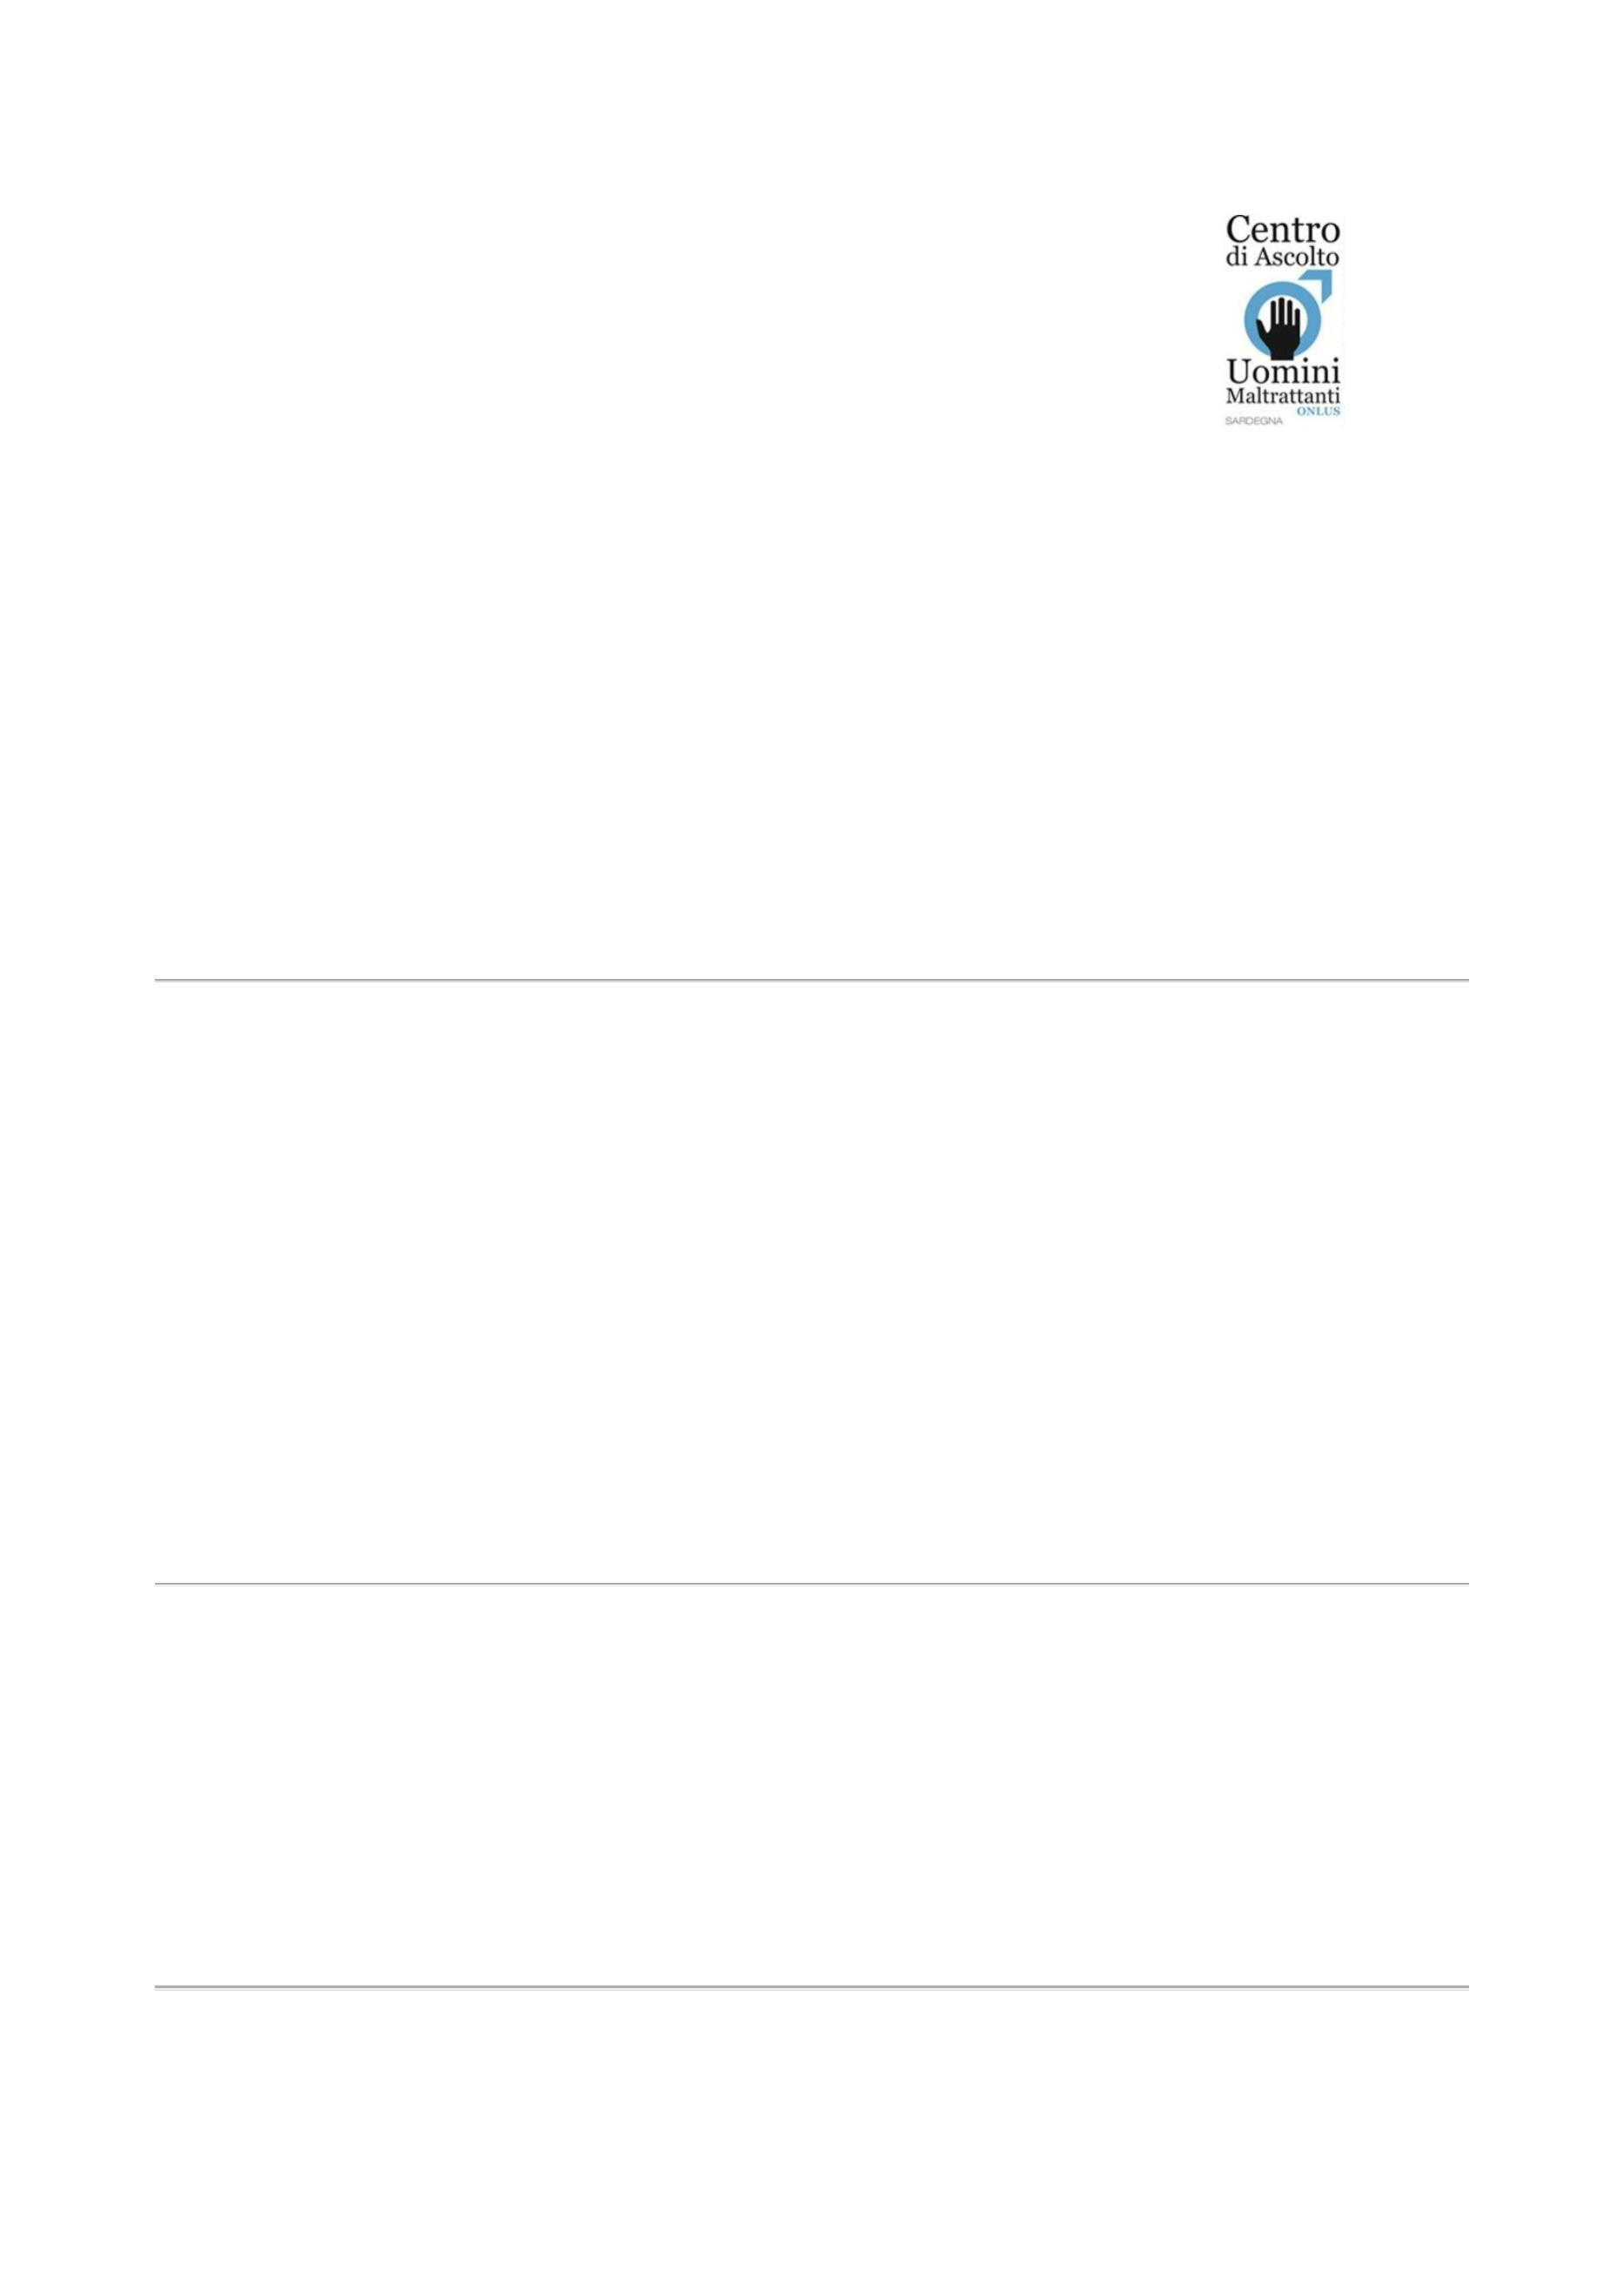 Centro
di Ascolto
Uomini
Maltrattanti
ONLUS
SARDEGNA